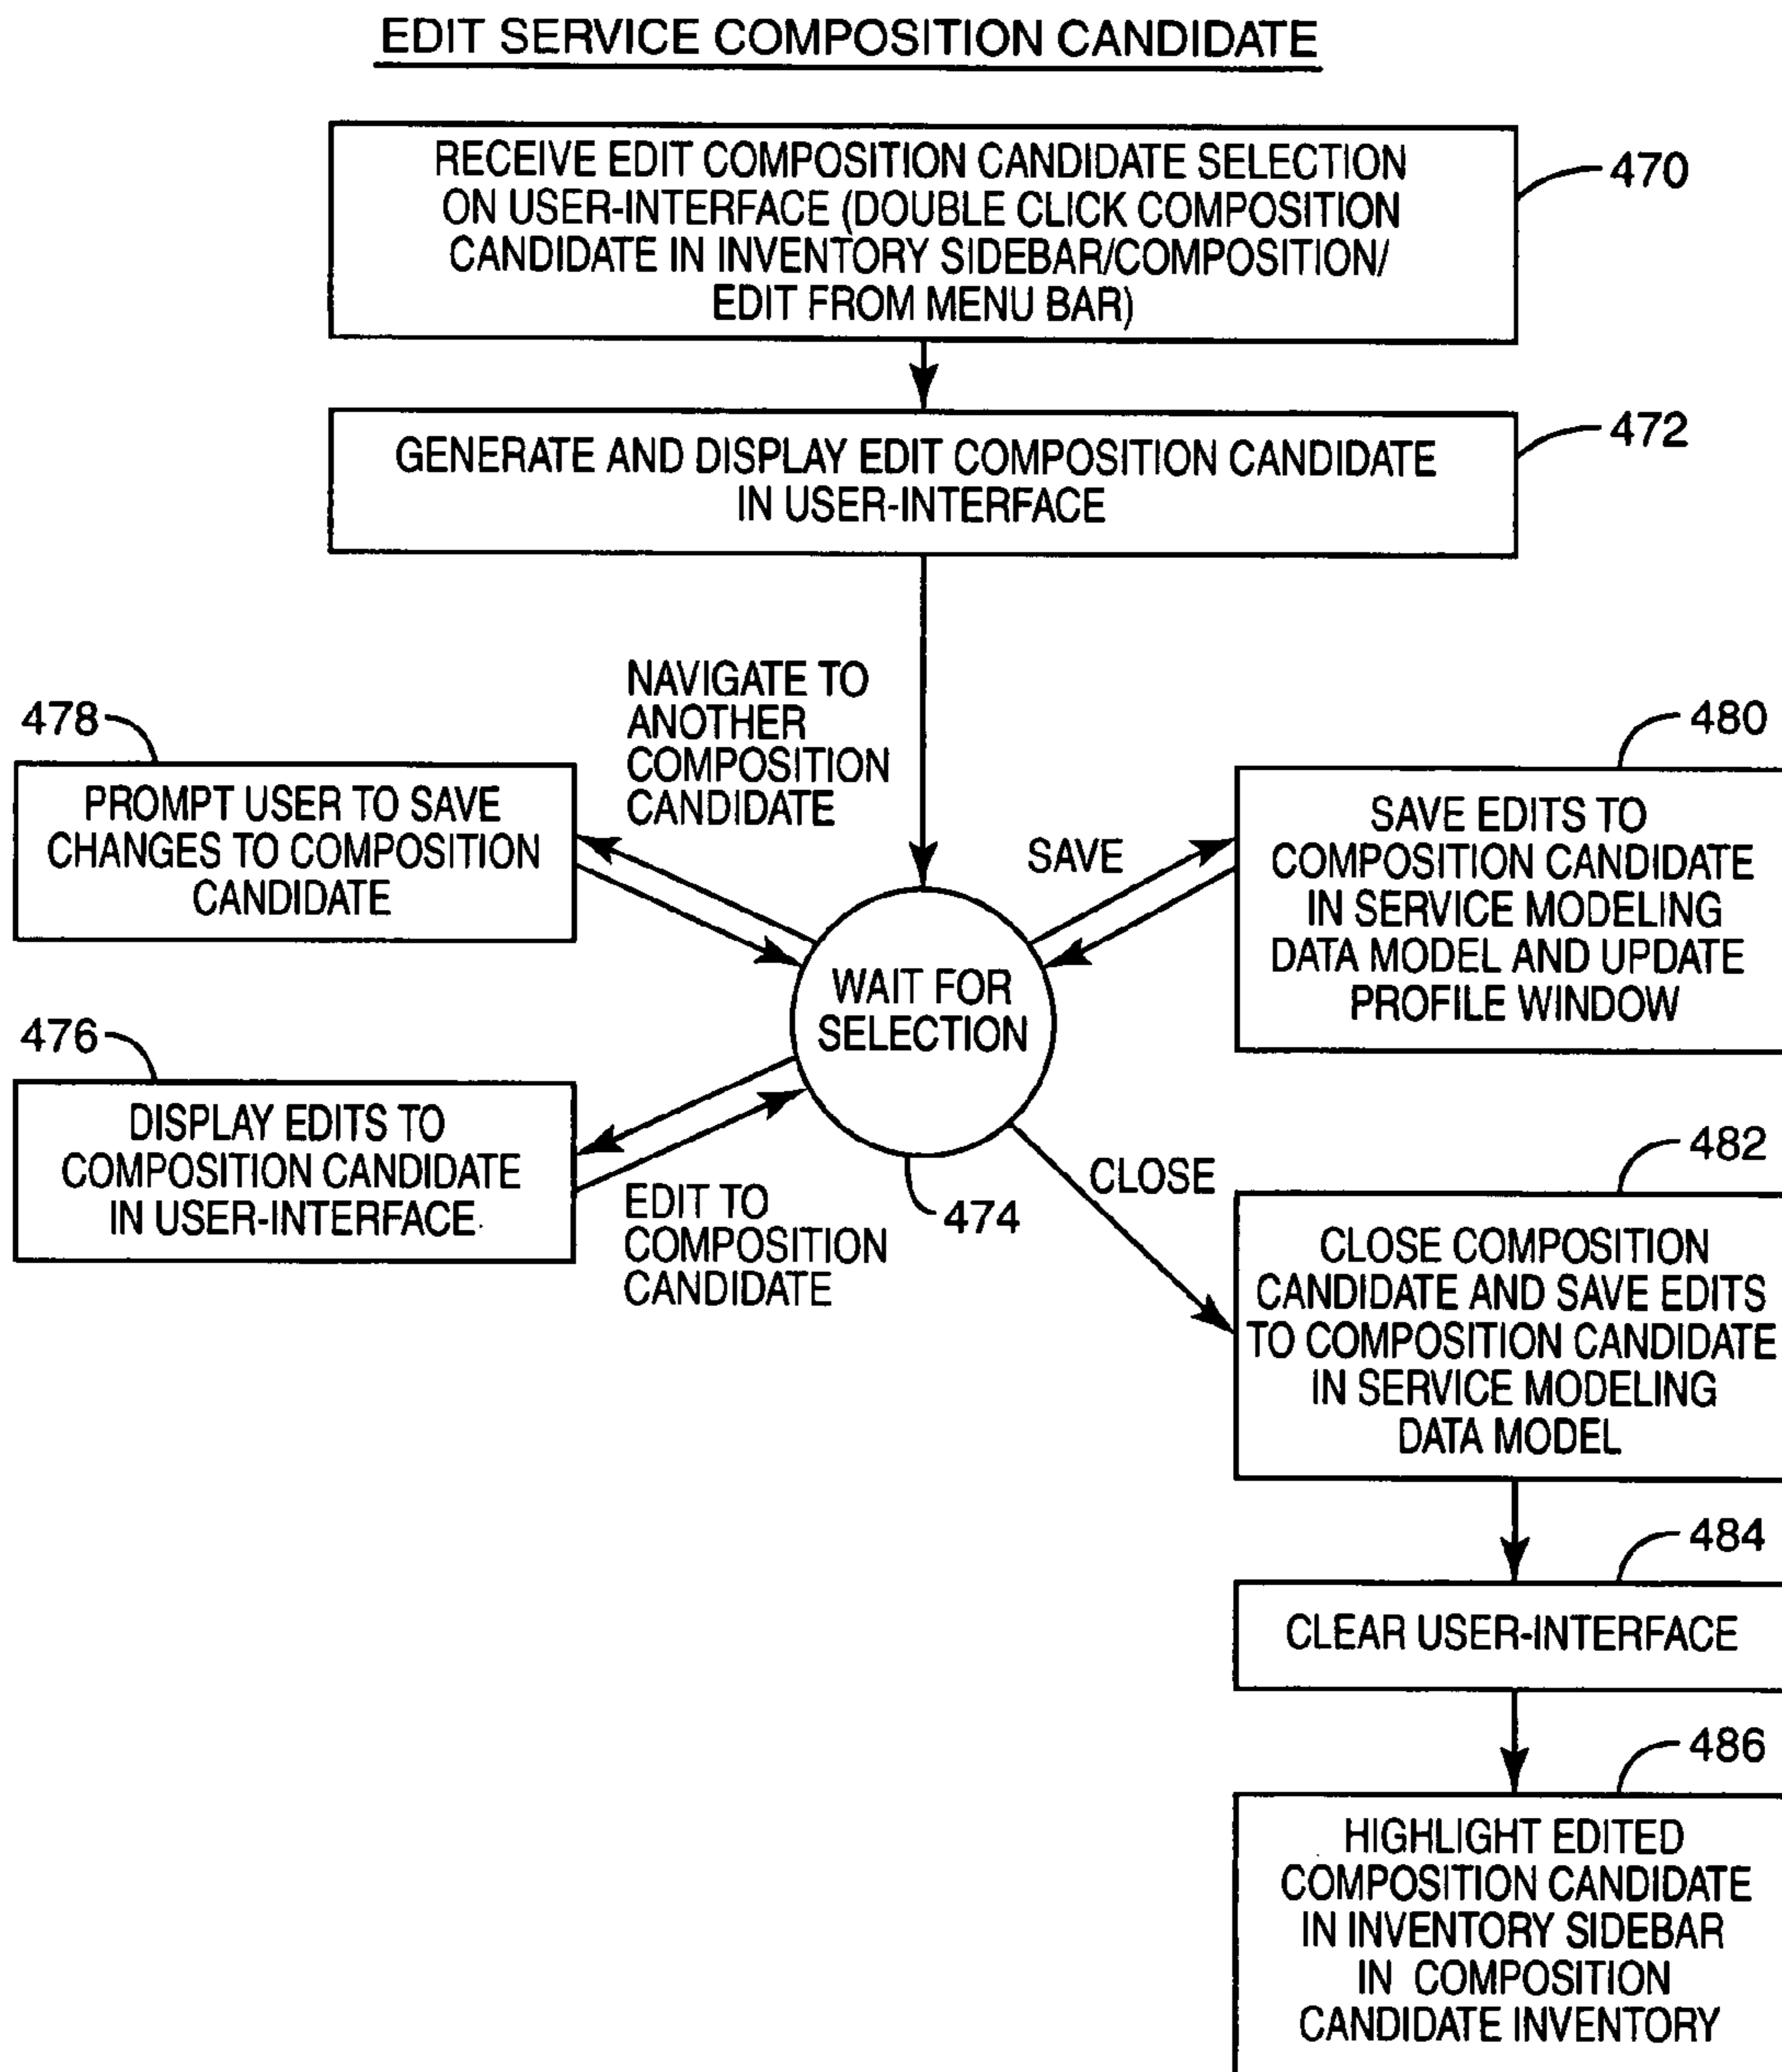 EDIT SERVICE COMPOSITION CANDIDATE
RECEIVE EDIT COMPOSITION CANDIDATE SELECTION
ON USER-INTERFACE (DOUBLE CLICK COMPOSITION
CANDIDATE IN INVENTORY SIDEBAR/COMPOSITION/
EDIT FROM MENU BAR)
470
GENERATE AND DISPLAY EDIT COMPOSITION CANDIDATE
IN USER-INTERFACE
472
NAVIGATE TO
ANOTHER
COMPOSITION
CANDIDATE
478
PROMPT USER TO SAVE
CHANGES TO COMPOSITION
CANDIDATE
SAVE
480
SAVE EDITS TO
COMPOSITION CANDIDATE
IN SERVICE MODELING
DATA MODEL AND UPDATE
PROFILE WINDOW
WAIT FOR
SELECTION
474
476
DISPLAY EDITS TO
COMPOSITION CANDIDATE
IN USER-INTERFACE
EDIT TO
COMPOSITION
CANDIDATE
CLOSE
482
CLOSE COMPOSITION
CANDIDATE AND SAVE EDITS
TO COMPOSITION CANDIDATE
IN SERVICE MODELING
DATA MODEL
484
CLEAR USER-INTERFACE
486
HIGHLIGHT EDITED
COMPOSITION CANDIDATE
IN INVENTORY SIDEBAR
IN COMPOSITION
CANDIDATE INVENTORY